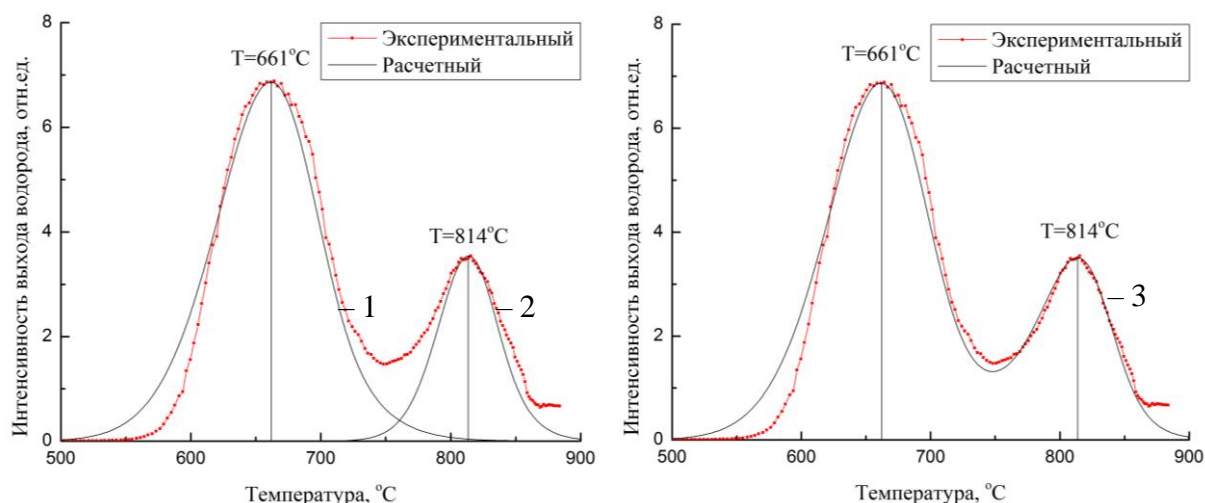 Интенсивность выхода водорода, отн.ед.
8
6
4
2
0
Экспериментальный
Расчетный
T=661°C
T=814°C
– 1
– 2
500
600
700
800
900
Температура, °C
Интенсивность выхода водорода, отн.ед.
8
6
4
2
0
Экспериментальный
Расчетный
T=661°C
T=814°C
– 3
500
600
700
800
900
Температура, °C